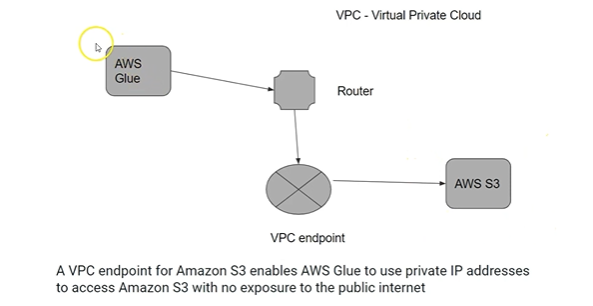 VPC - Virtual Private Cloud
AWS
Glue
Router
AWS S3
VPC endpoint
A VPC endpoint for Amazon S3 enables AWS Glue to use private IP addresses
to access Amazon S3 with no exposure to the public internet